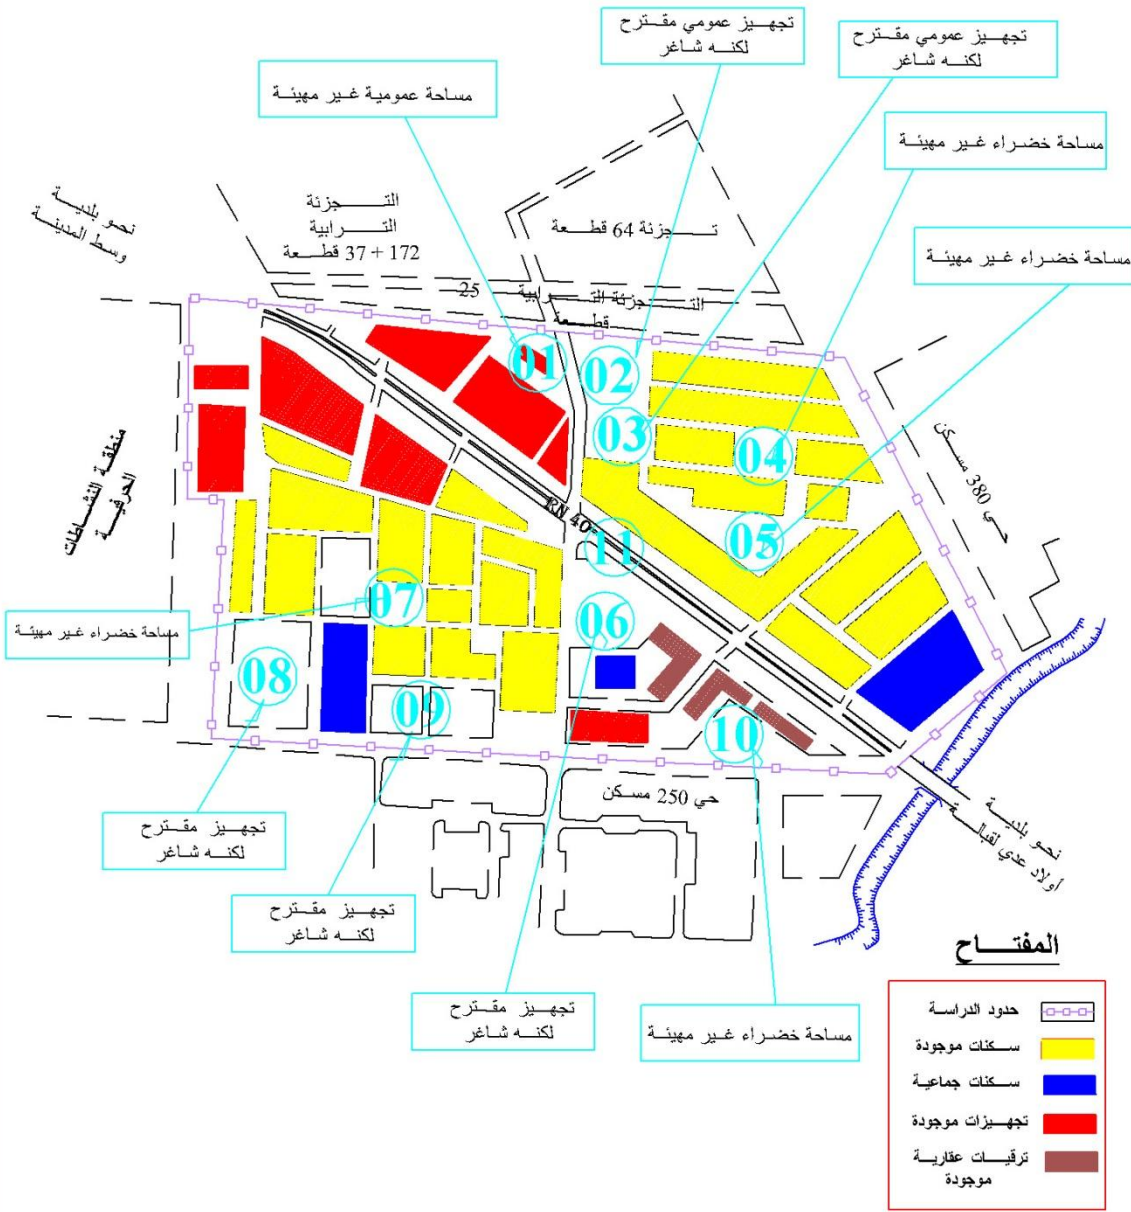 تجهيز عمومي مقترح
لكنه شاغر
تجهيز عمومي مقترح
لكنه شاغر
مساحة عمومية غير مهيئة
مساحة خضراء غير مهيئة
نحو بلدية
وسط المدينة
التجزئة
الترابية
172 + 37 قطعة
تجزئة 64 قطعة
مساحة خضراء غير مهيئة
التجزئة الترابية 25
قطعة
01
02
03
04
حي 380 مسكن
منطقة النشاطات
الحرفية
RN 40
05
11
07
06
مساحة خضراء غير مهيئة
08
09
10
حي 250 مسكن
نحو بلدية
أولاد عدي لقبالة
تجهيز مقترح
لكنه شاغر
تجهيز مقترح
لكنه شاغر
تجهيز مقترح
لكنه شاغر
مساحة خضراء غير مهيئة
المفتاح
حدود الدراسة
سكنات موجودة
سكنات جماعية
تجهيزات موجودة
ترقيات عقارية
موجودة